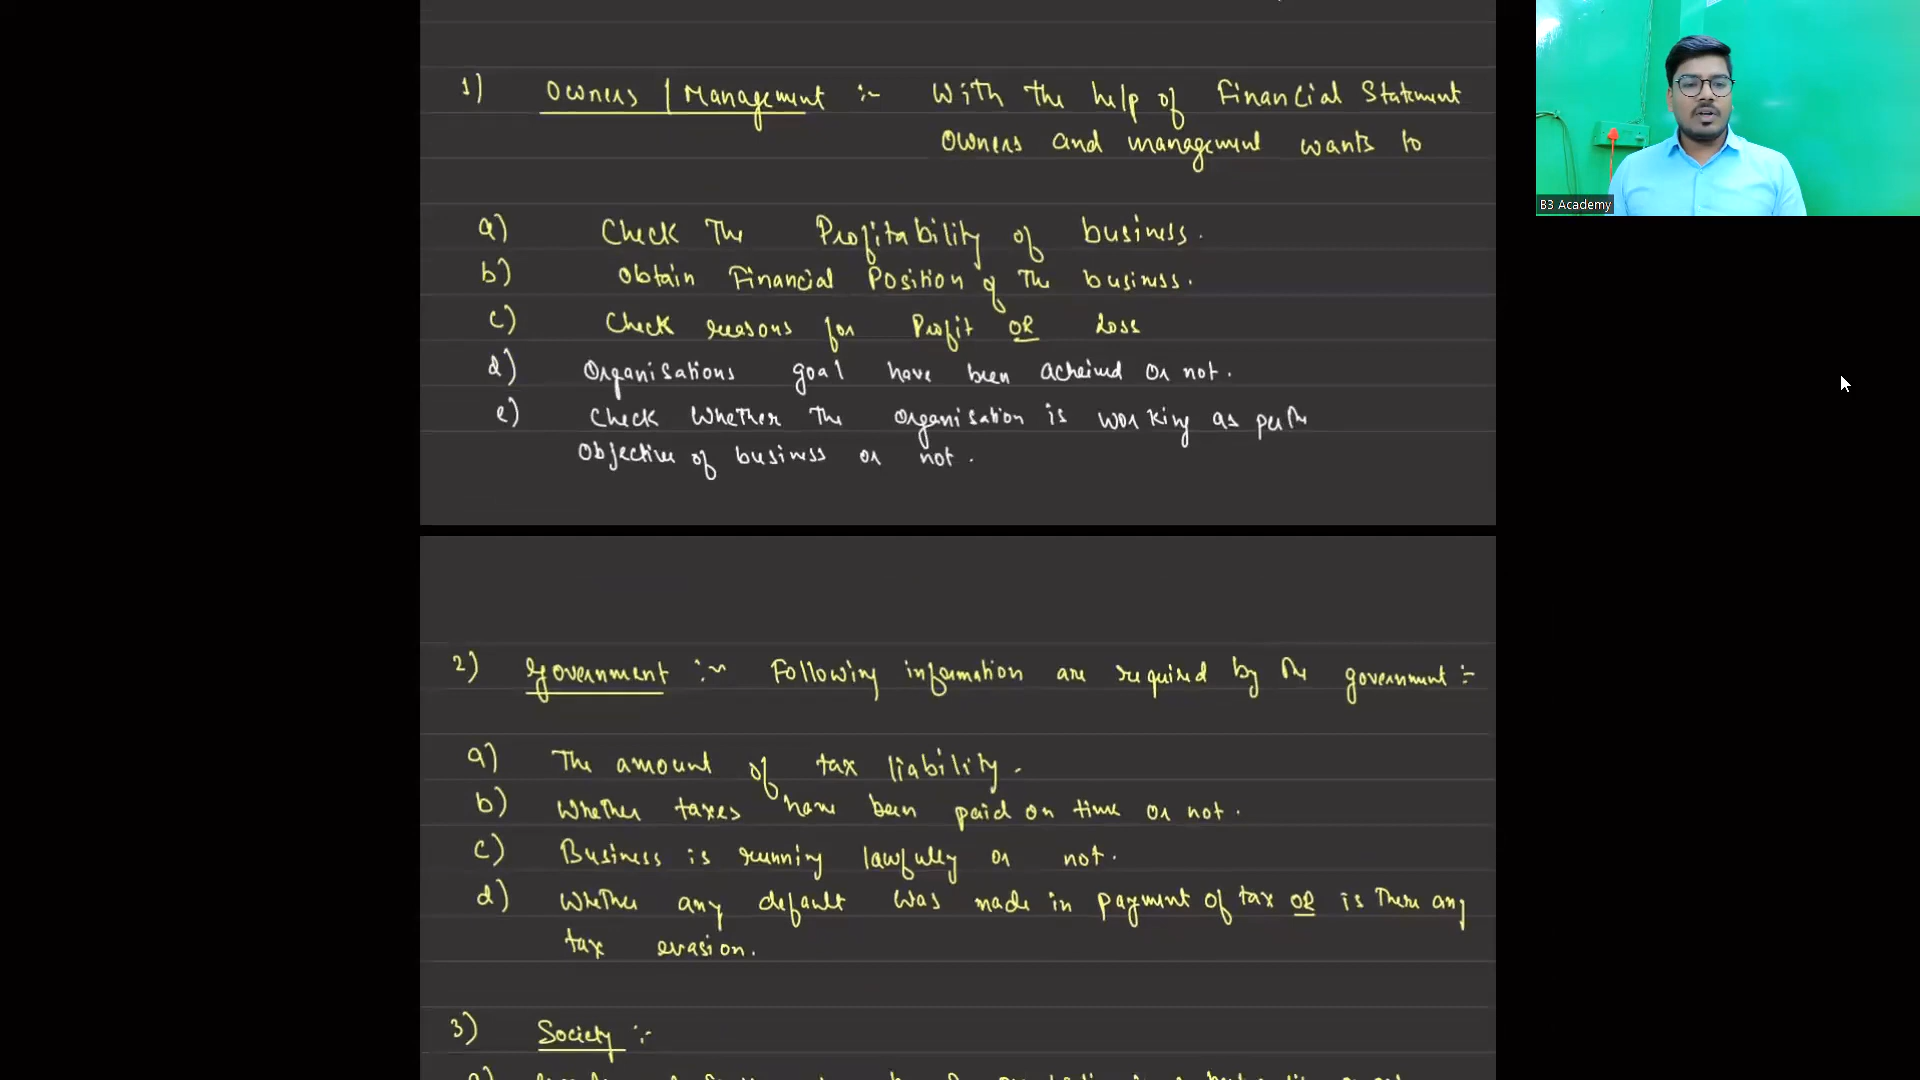 1) Owners / Management :- With the help of Financial Statement
Owners and management wants to
a) Check The Profitability of business.
b) Obtain Financial Position of The business.
c) Check reasons for Profit OR Loss
d) Organisations goal have been acheived or not.
e) Check Whether The organisation is working as per the
Objective of business or not.
2) Government :- Following information are required by the government :-
a) The amount of tax liability.
b) Whether taxes have been paid on time or not.
c) Business is running lawfully or not.
d) Whether any default was made in payment of tax OR is There any
tax evasion.
3) Society :-
B3 Academy